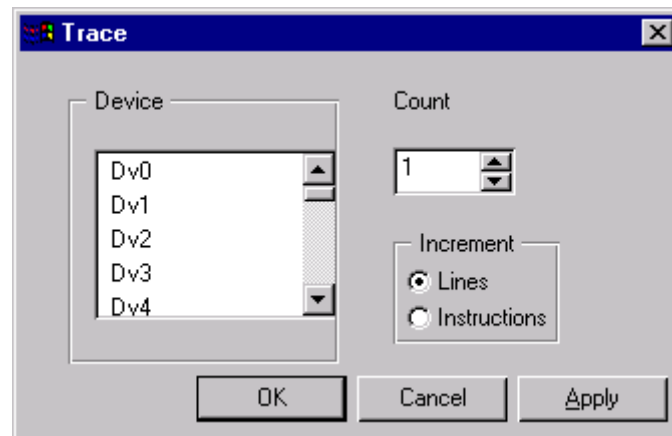 Trace
Device
Dv0
Dv1
Dv2
Dv3
Dv4
Count
1
Increment
Lines
Instructions
OK
Cancel
Apply